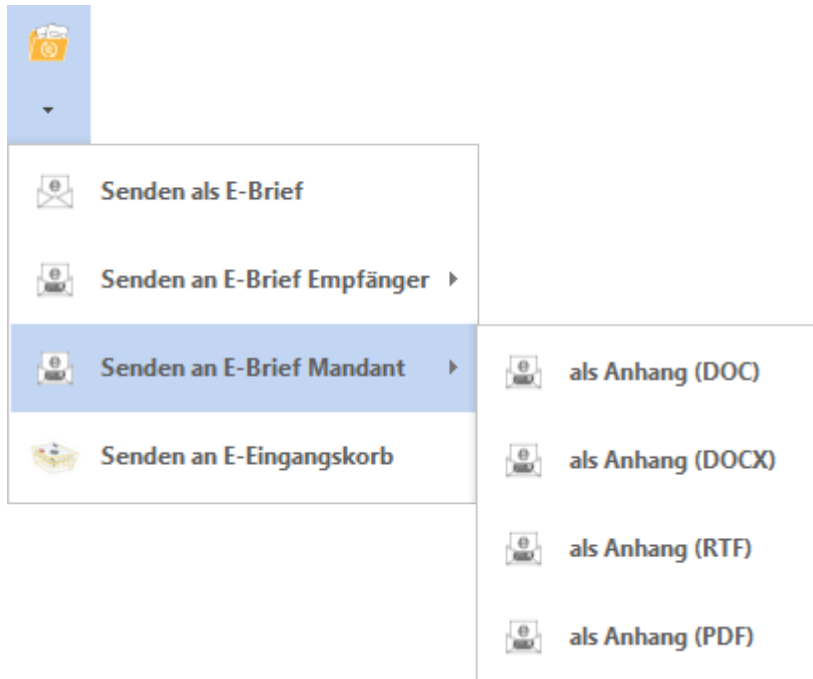 Senden als E-Brief
Senden an E-Brief Empfänger
Senden an E-Brief Mandant
Senden an E-Eingangskorb
als Anhang (DOC)
als Anhang (DOCX)
als Anhang (RTF)
als Anhang (PDF)